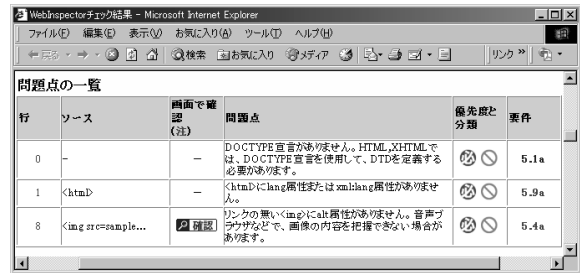 WebInspectorチェック結果 - Microsoft Internet Explorer
ファイル(F) 編集(E) 表示(V) お気に入り(A) ツール(T) ヘルプ(H)
戻る 検索 お気に入り メディア リンク »
問題点の一覧
行 ソース 画面で確認(注) 問題点 優先度と分類 要件
0 - − DOCTYPE宣言がありません。HTML,XHTMLで
は、DOCTYPE宣言を使用して、DTDを定義する
必要があります。 5.1a
1 <html> − <html>にlang属性またはxml:lang属性がありませ
ん。 5.9a
8 <img src=sample... 確認 リンクの無い<img>にalt属性がありません。音声ブ
ラウザなどで、画像の内容を把握できない場合が
あります。 5.4a